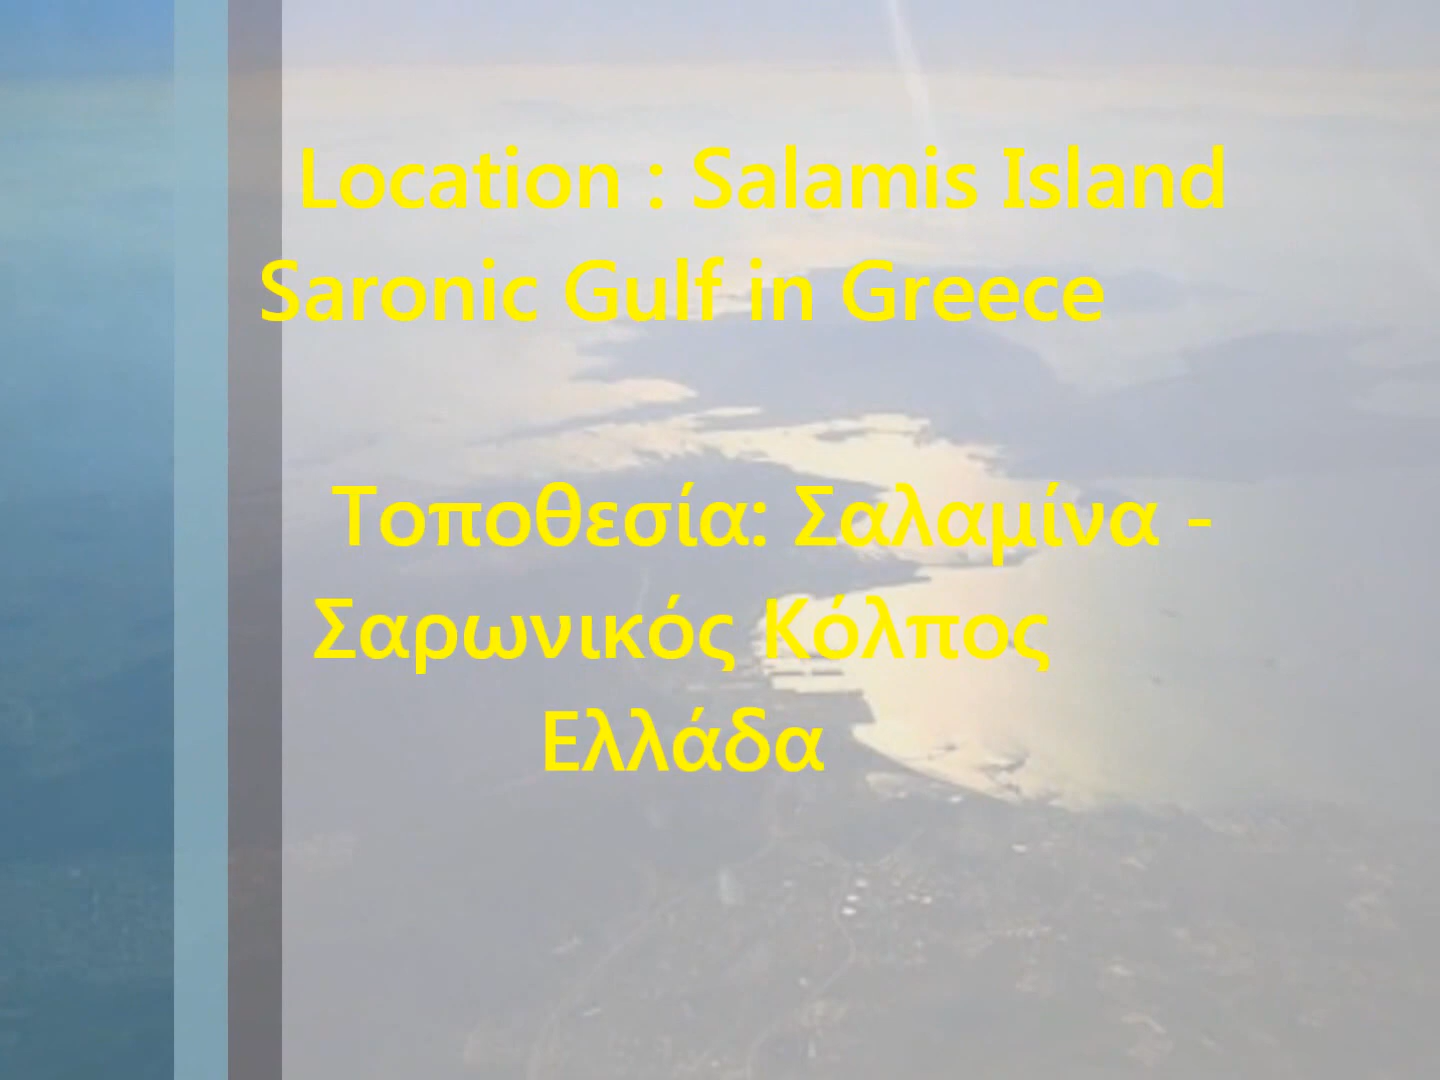 Location : Salamis Island
Saronic Gulf in Greece
Τοποθεσία: Σαλαμίνα -
Σαρωνικός Κόλπος
Ελλάδα